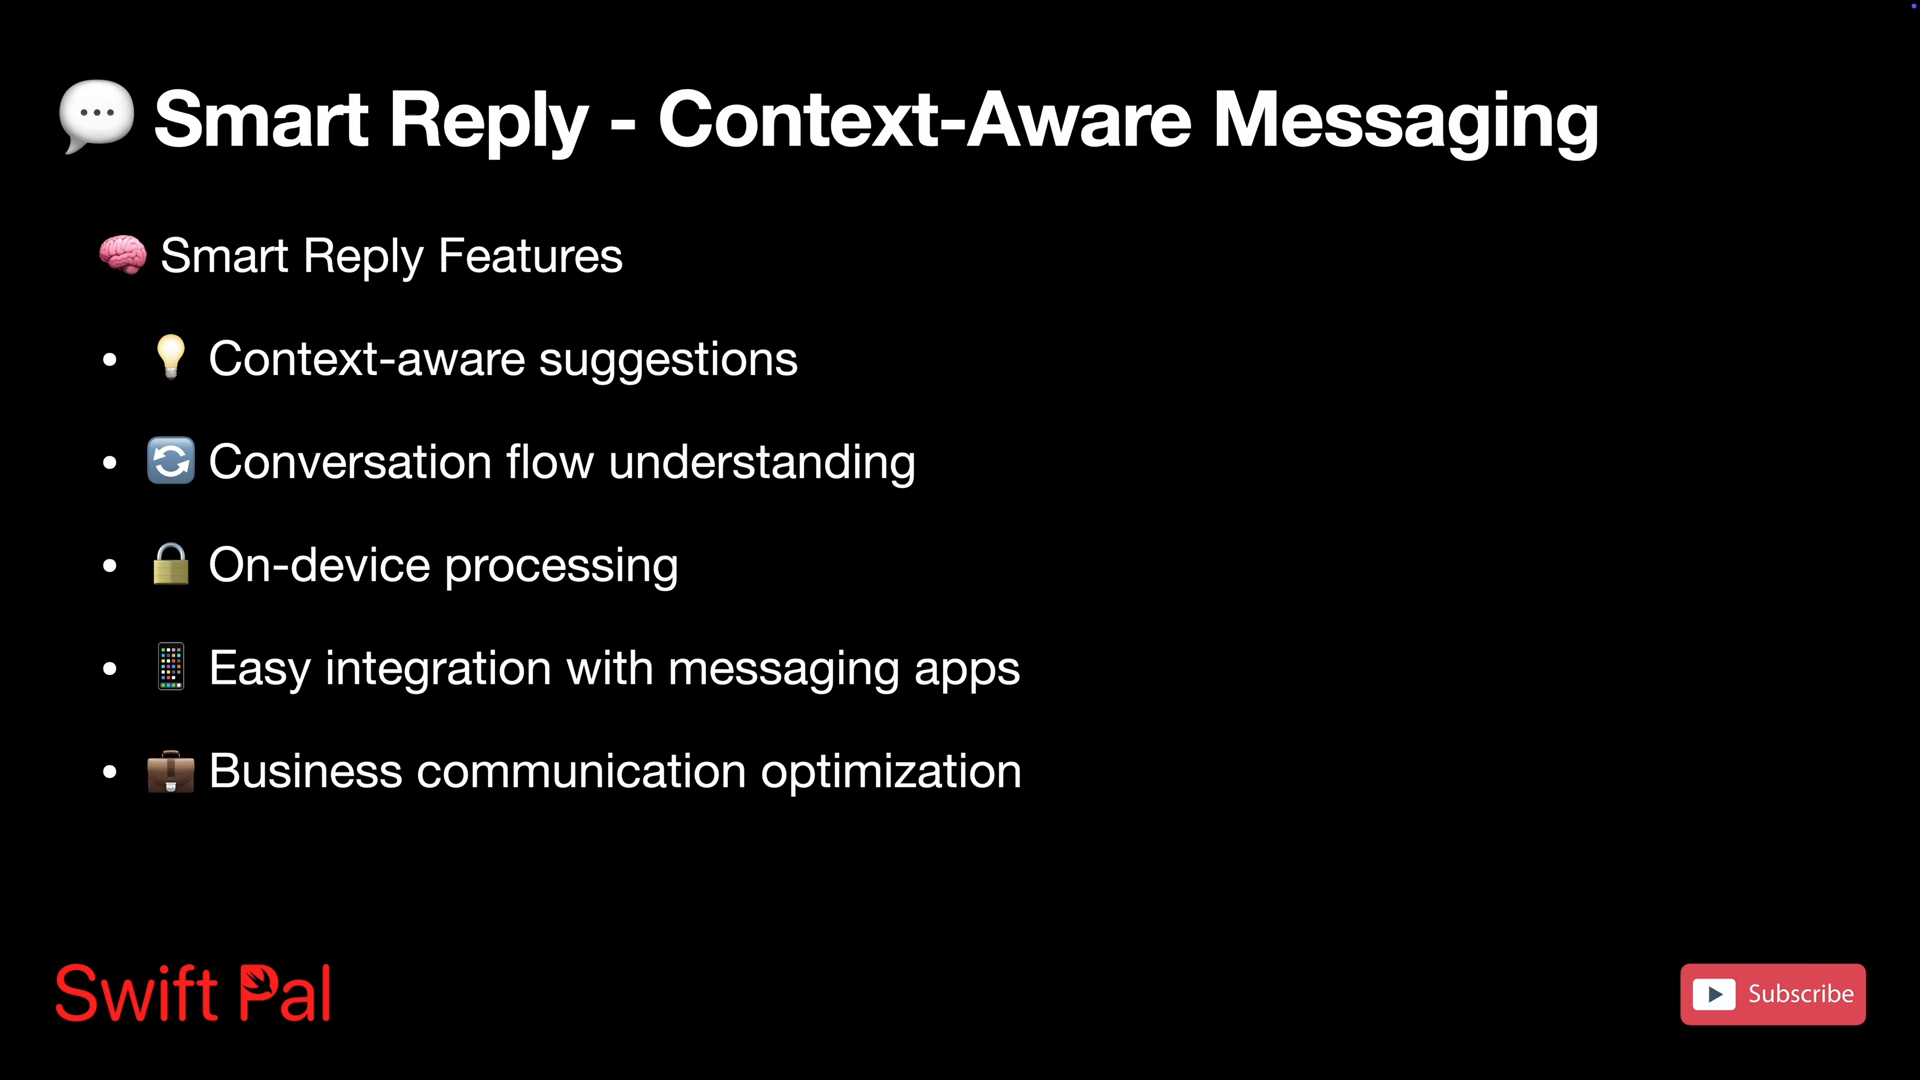 💬 Smart Reply - Context-Aware Messaging
🧠 Smart Reply Features
• 💡 Context-aware suggestions
• 🔄 Conversation flow understanding
• 🔒 On-device processing
• 📱 Easy integration with messaging apps
• 💼 Business communication optimization
Swift Pal
Subscribe